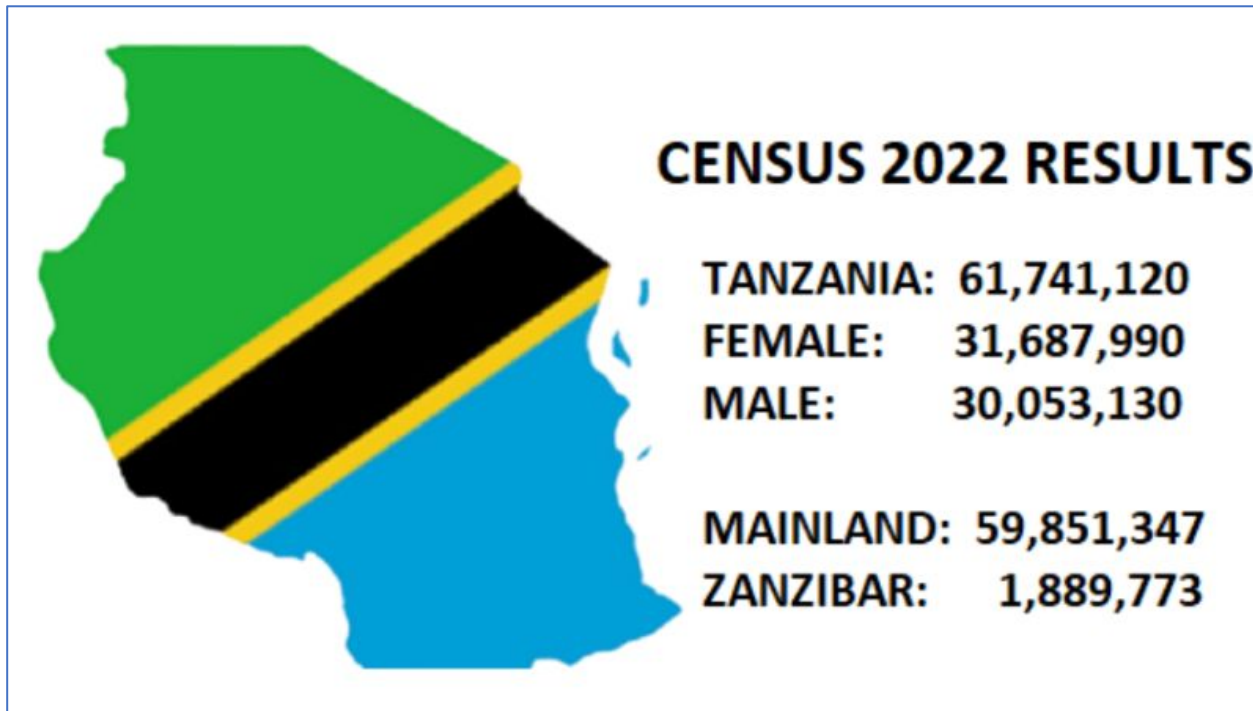 CENSUS 2022 RESULTS
TANZANIA: 61,741,120
FEMALE: 31,687,990
MALE: 30,053,130
MAINLAND: 59,851,347
ZANZIBAR: 1,889,773